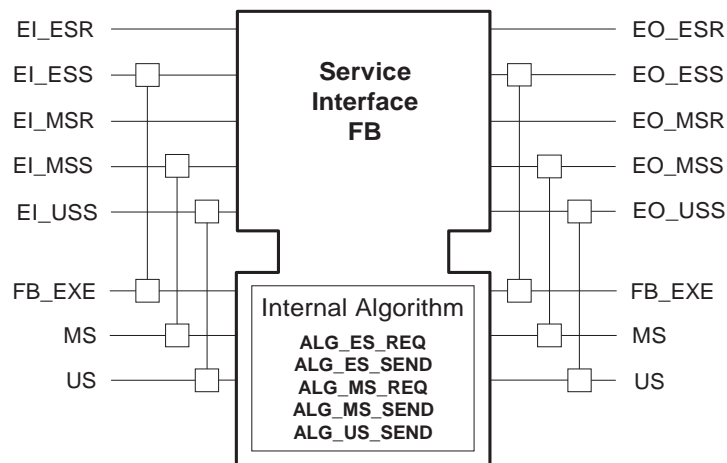 EI_ESR
EI_ESS
EI_MSR
EI_MSS
EI_USS
FB_EXE
MS
US
Service
Interface
FB
Internal Algorithm
ALG_ES_REQ
ALG_ES_SEND
ALG_MS_REQ
ALG_MS_SEND
ALG_US_SEND
EO_ESR
EO_ESS
EO_MSR
EO_MSS
EO_USS
FB_EXE
MS
US